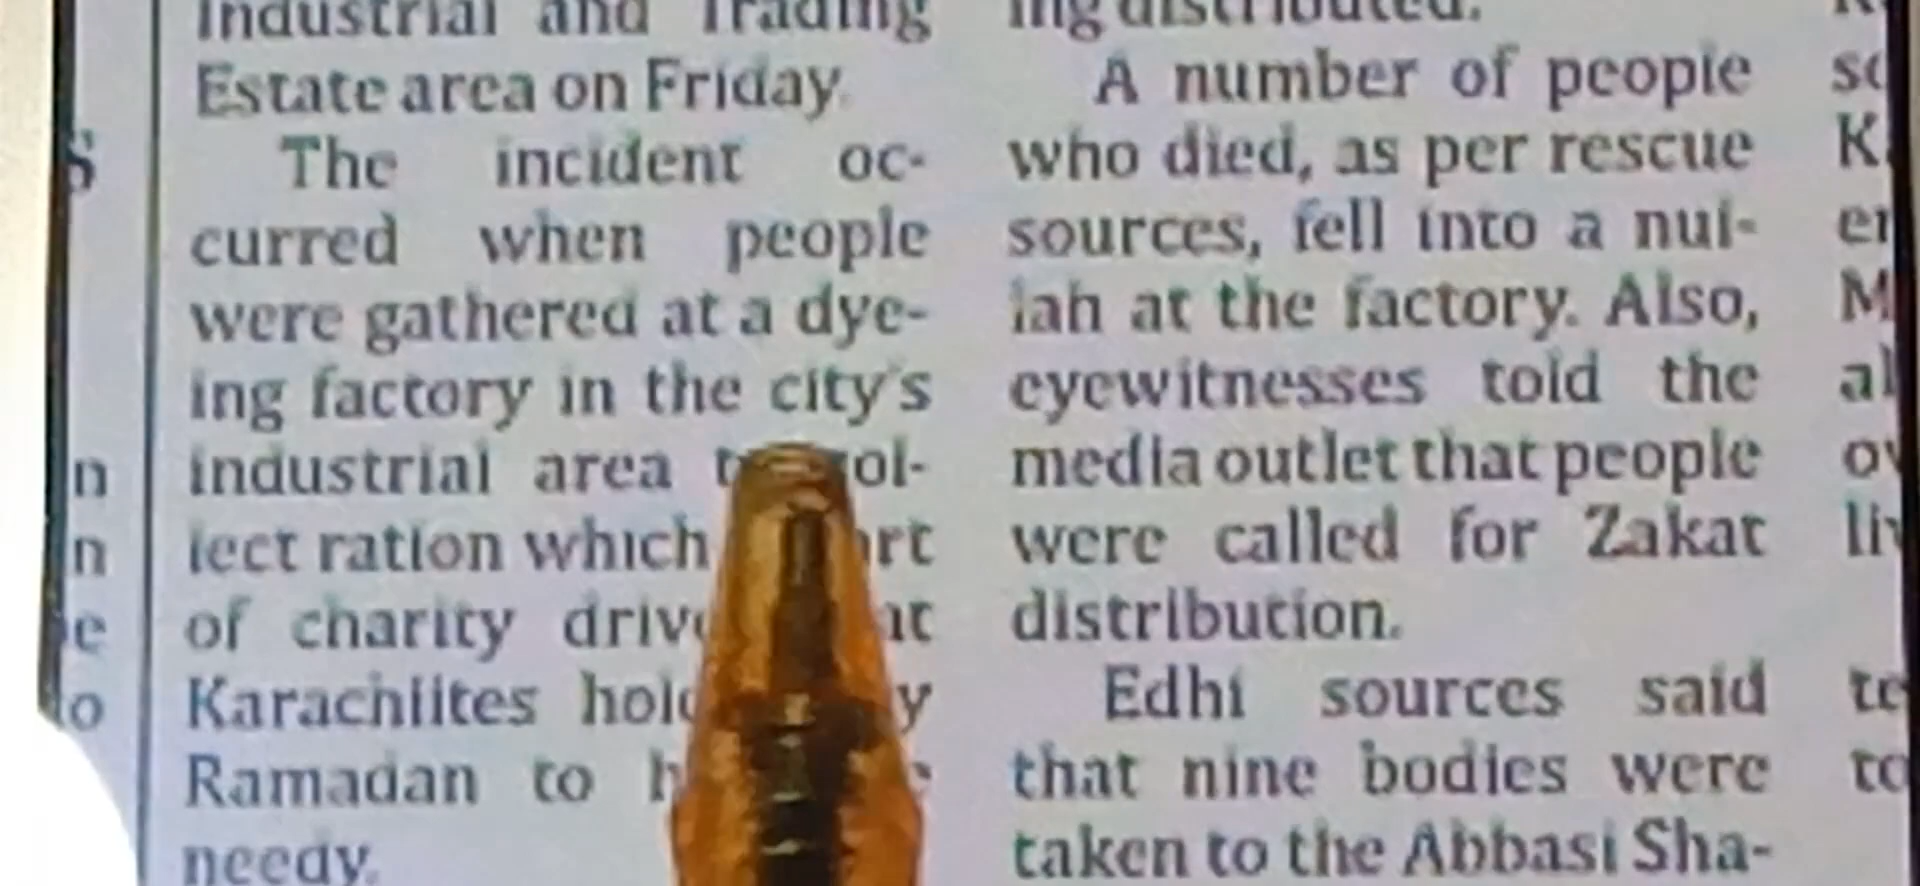 Industrial and Trading
Estate area on Friday.
The incident oc-
curred when people
were gathered at a dye-
ing factory in the city's
industrial area
lect ration which
of charity
Karachiites
Ramadan to
needy.
ing distributed.
A number of people
who died, as per rescue
sources, fell into a nul-
lah at the factory. Also,
eyewitnesses told the
media outlet that people
were called for Zakat
distribution.
Edhi sources said
that nine bodies were
taken to the Abbasi Sha-